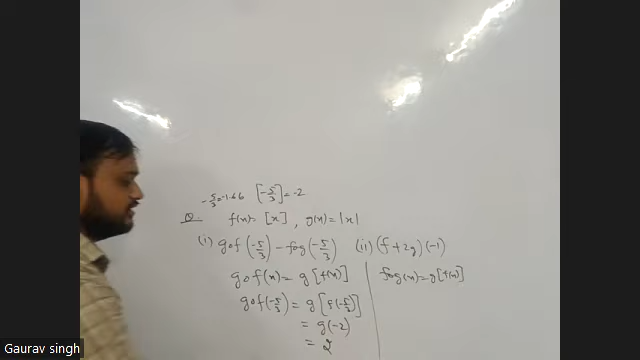 -5/3 = -1.66 [-5/3] = -2
Q. f(x) = [x] , g(x) = |x|
(i) gof(-5/3) - fog(-5/3) (ii) (f + 2g)(-1)
gof(x) = g[f(x)]
fog(x) = g[f(x)]
gof(-5/3) = g[f(-5/3)]
= g(-2)
= 2
Gaurav singh